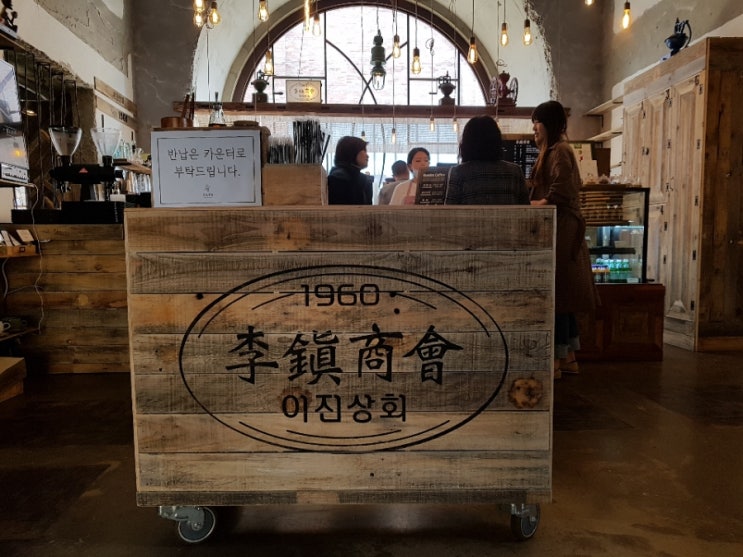 반납은 카운터로
부탁드립니다.
1960
李鎭商會
이진상회